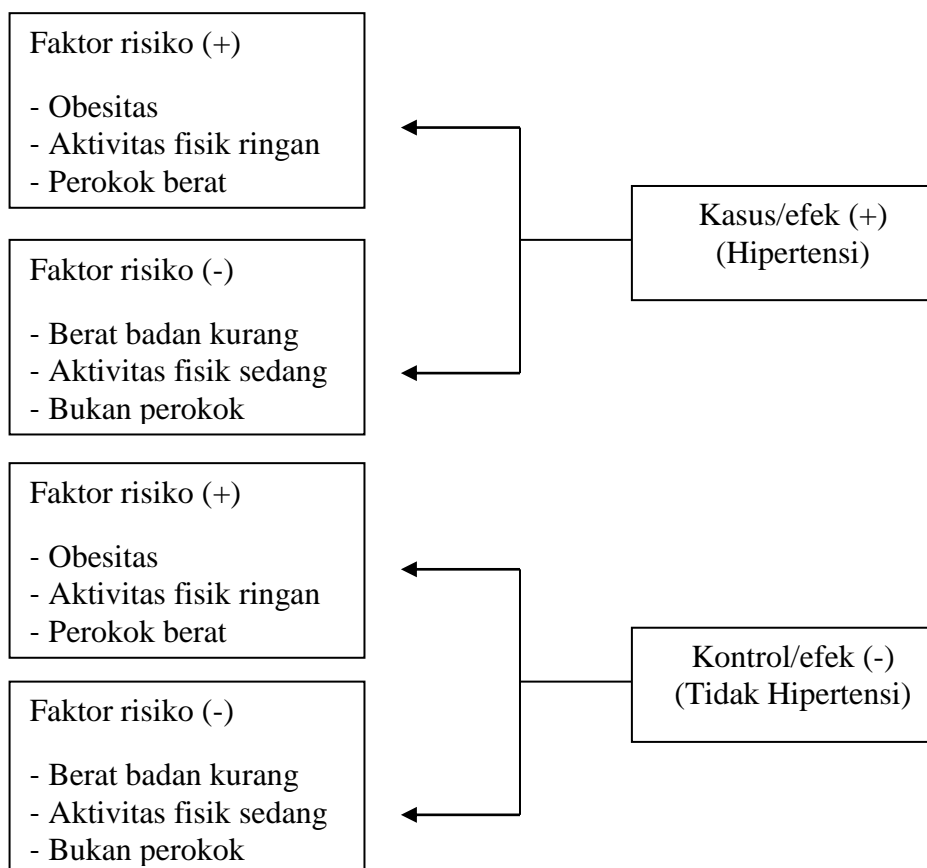 Faktor risiko (+)
- Obesitas
- Aktivitas fisik ringan
- Perokok berat
Kasus/efek (+)
(Hipertensi)
Faktor risiko (-)
- Berat badan kurang
- Aktivitas fisik sedang
- Bukan perokok
Faktor risiko (+)
- Obesitas
- Aktivitas fisik ringan
- Perokok berat
Kontrol/efek (-)
(Tidak Hipertensi)
Faktor risiko (-)
- Berat badan kurang
- Aktivitas fisik sedang
- Bukan perokok